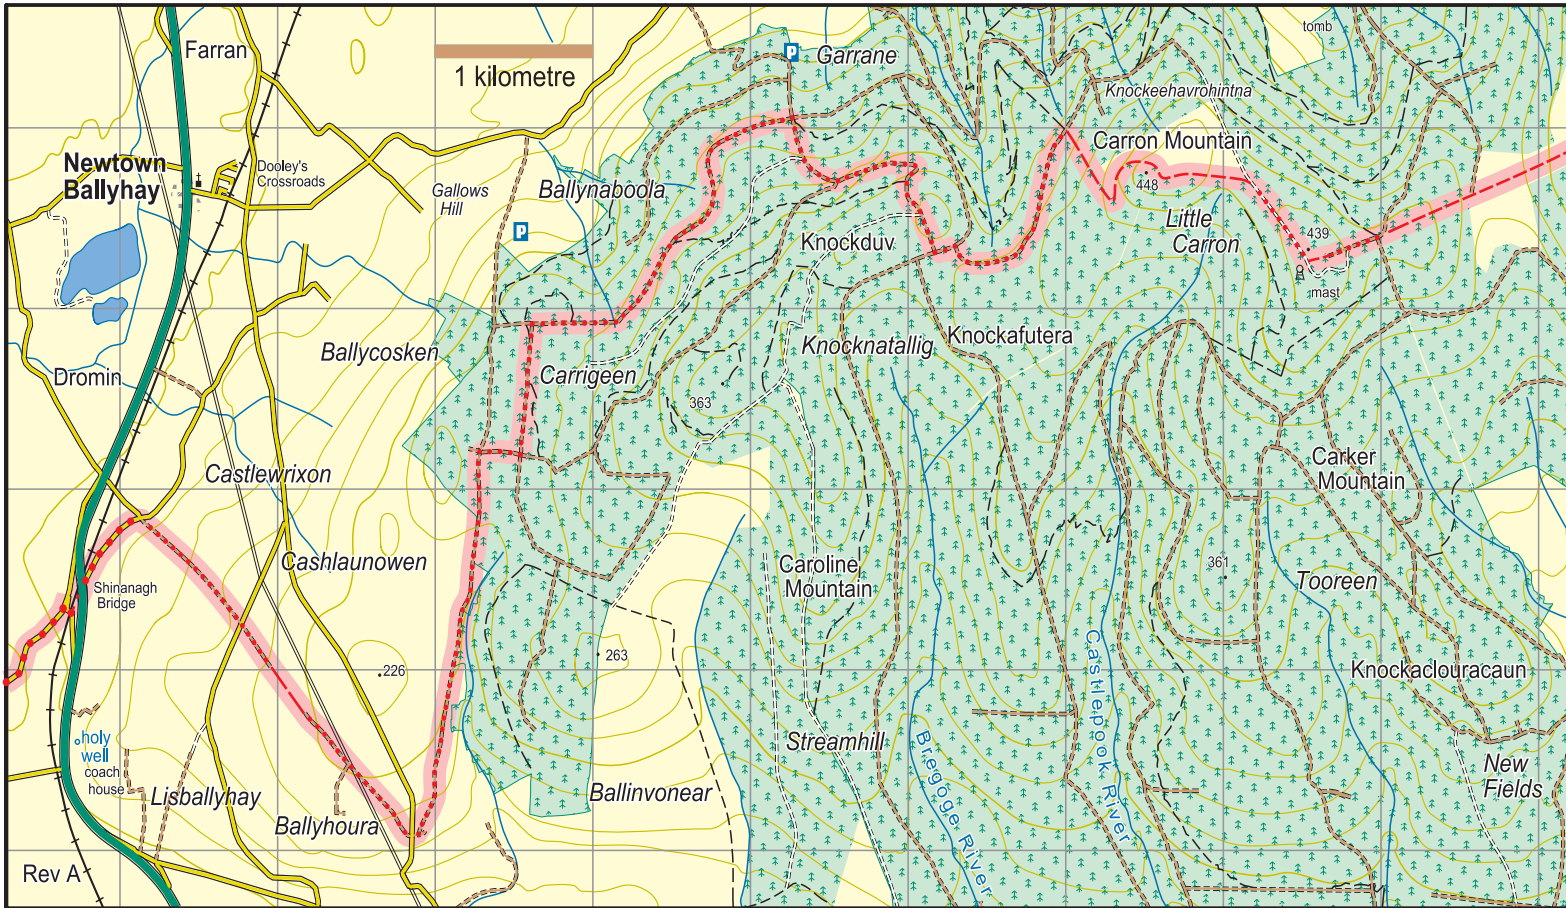 Farran
P
Garrane
tomb
1 kilometre
Knockeehavrohintna
Carron Mountain
Newtown
Ballyhay
Dooley's
Crossroads
Gallows
Hill
Ballynaboola
448
P
Knockduv
Little
Carron
439
mast
Ballycosken
Knocknatallig
Knockafutera
Dromin
Carrigeen
363
Castlewrixon
Carker
Mountain
Cashlaunowen
Caroline
Mountain
361
Tooreen
Shinanagh
Bridge
263
226
Castlepook River
Knockaclouracaun
holy
well
coach
house
Streamhill
Bregoge River
New
Fields
Lisballyhay
Ballinvonear
Ballyhoura
Rev A